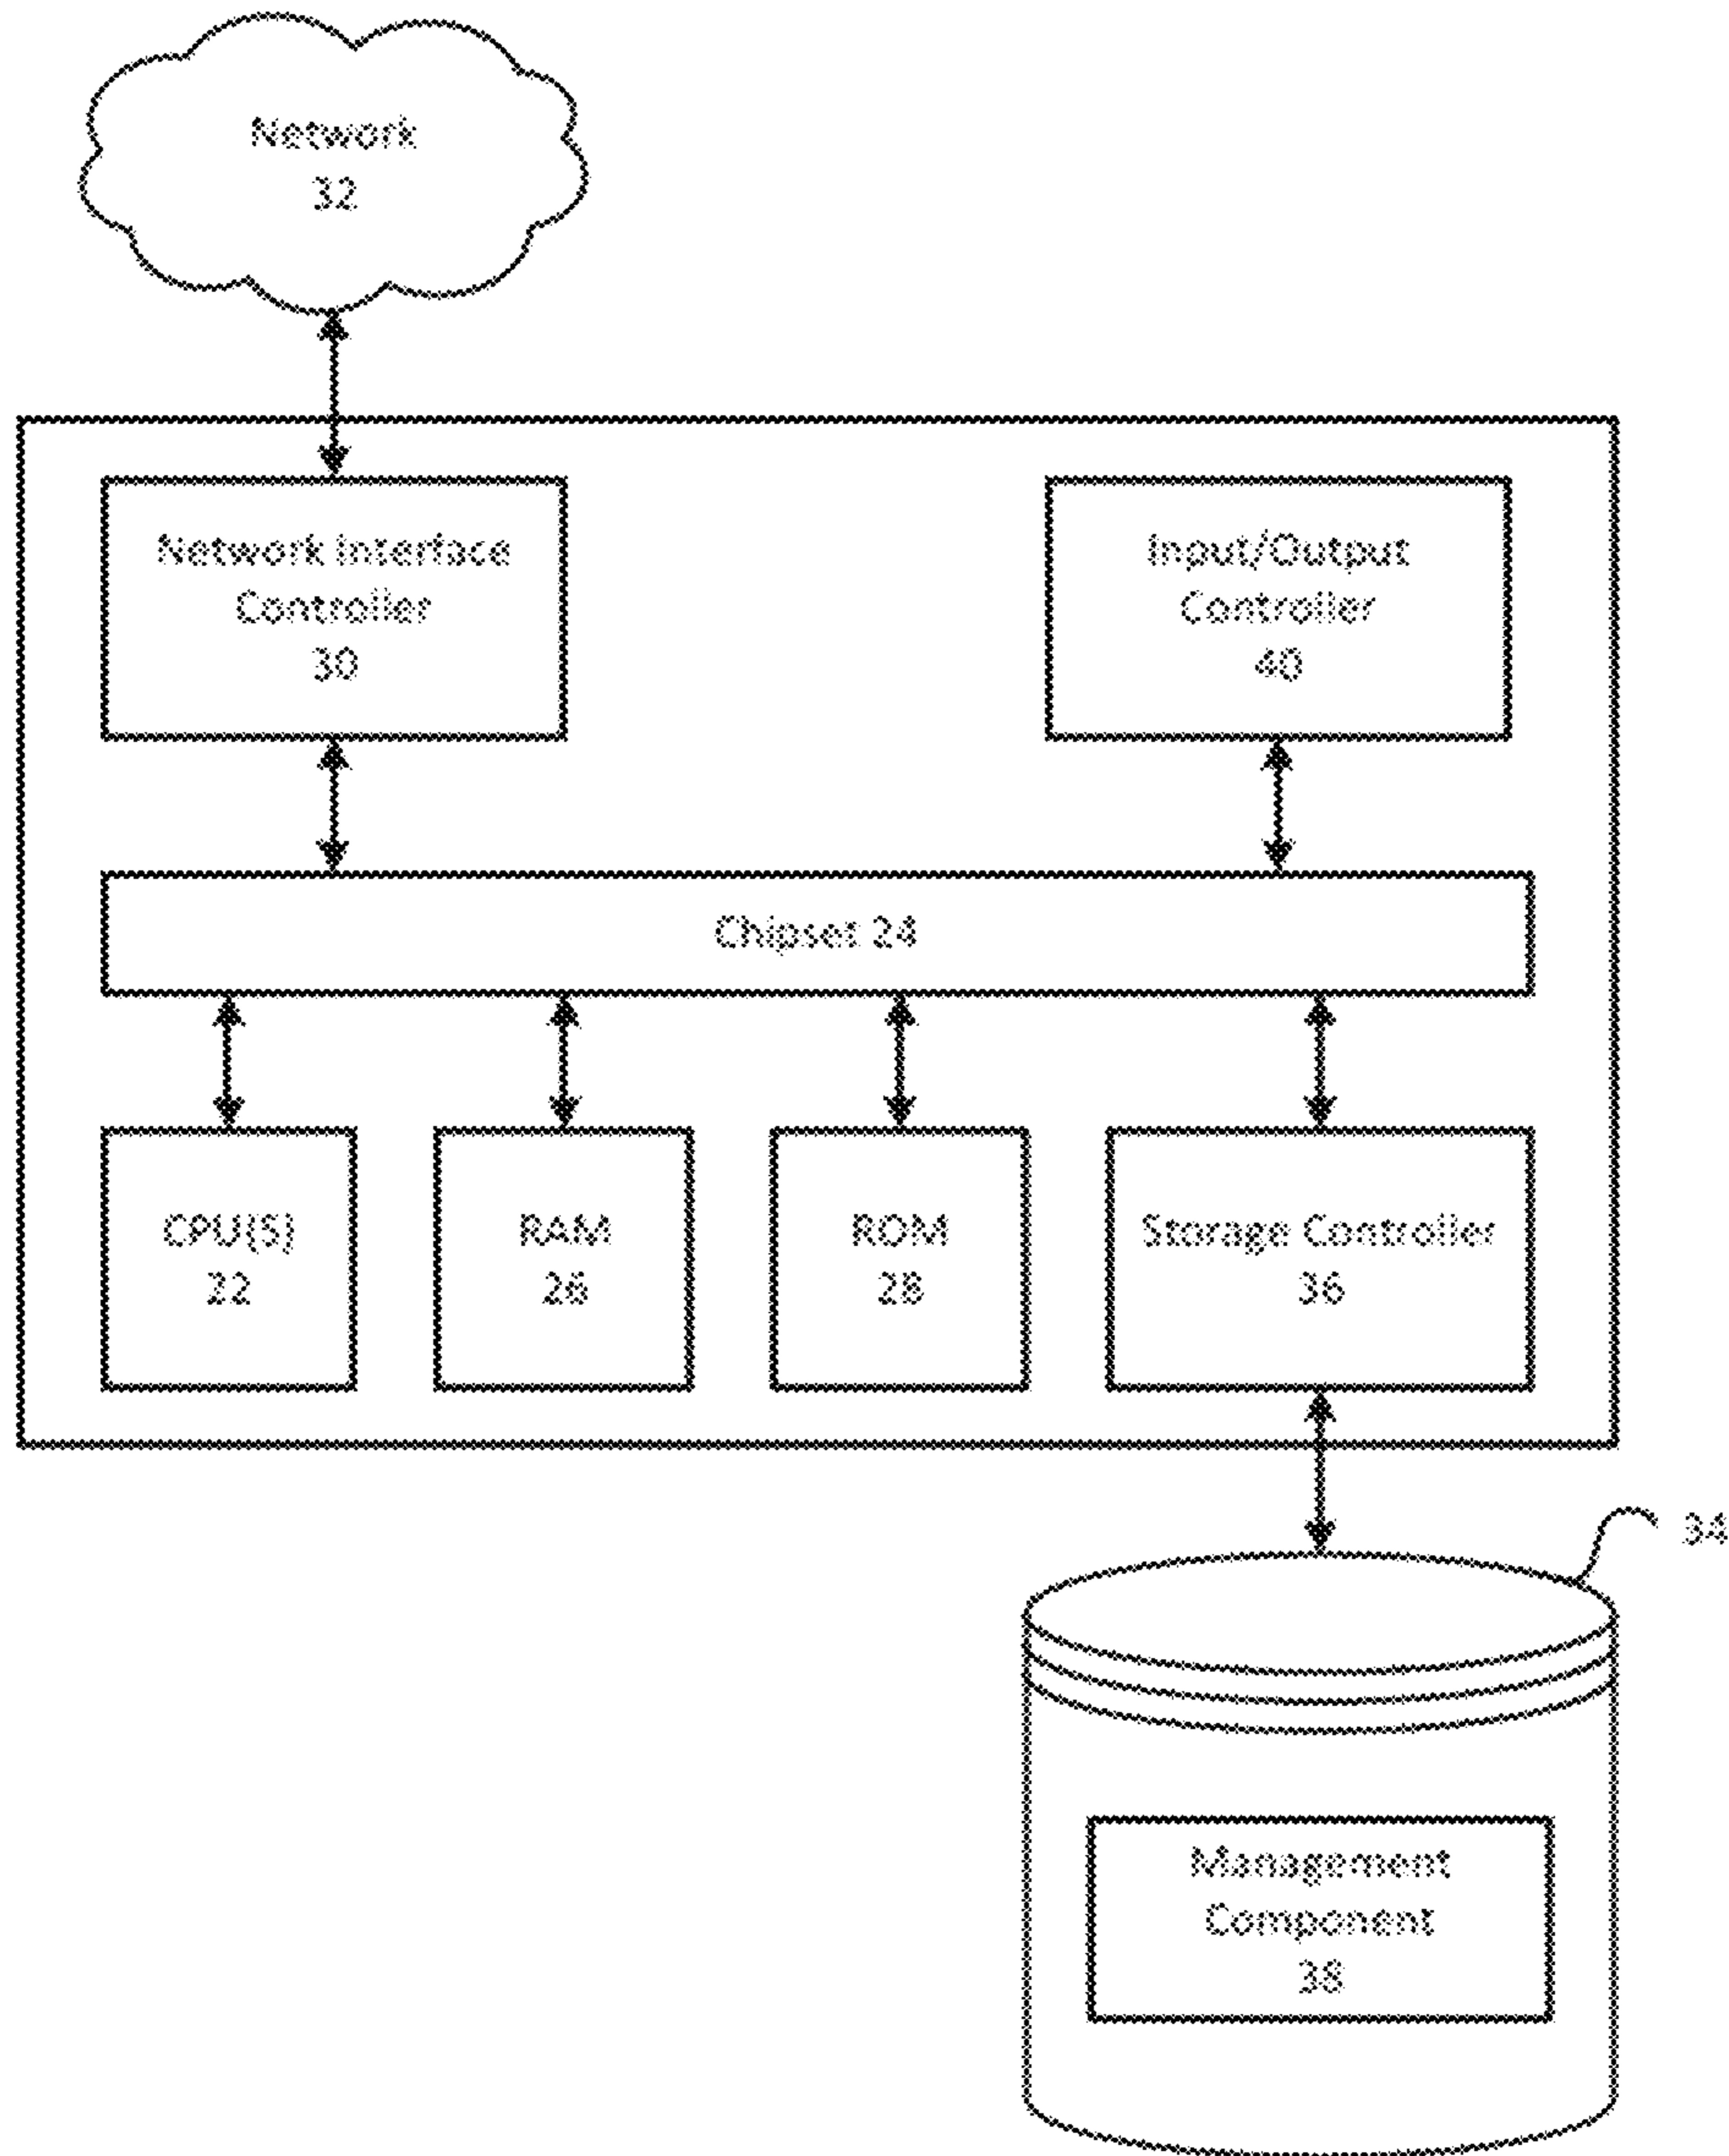 Network
32
Network Interface
Controller
30
Input/Output
Controller
40
Chipset 24
CPU(S)
22
RAM
26
ROM
28
Storage Controller
36
34
Management
Component
38